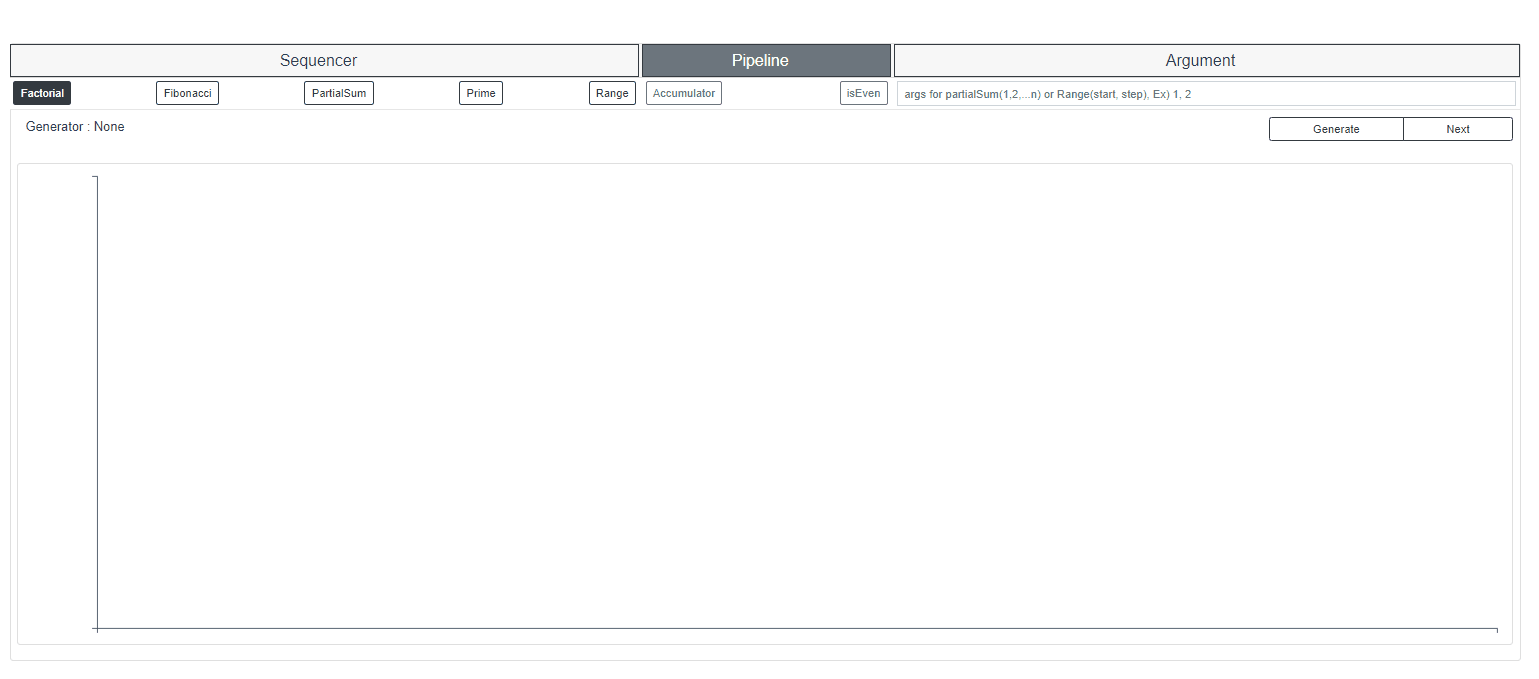 Sequencer Pipeline Argument
Factorial Fibonacci PartialSum Prime Range Accumulator isEven args for partialSum(1,2,...n) or Range(start, step), Ex) 1, 2
Generator : None Generate Next